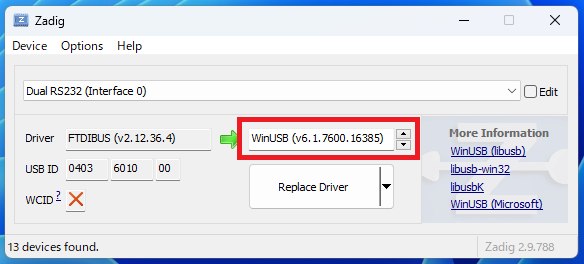 Zadig
Device Options Help
Dual RS232 (Interface 0) Edit
Driver FTDIBUS (v2.12.36.4) WinUSB (v6.1.7600.16385)
USB ID 0403 6010 00
WCID ?
Replace Driver
More Information
WinUSB (libusb)
libusb-win32
libusbK
WinUSB (Microsoft)
13 devices found. Zadig 2.9.788